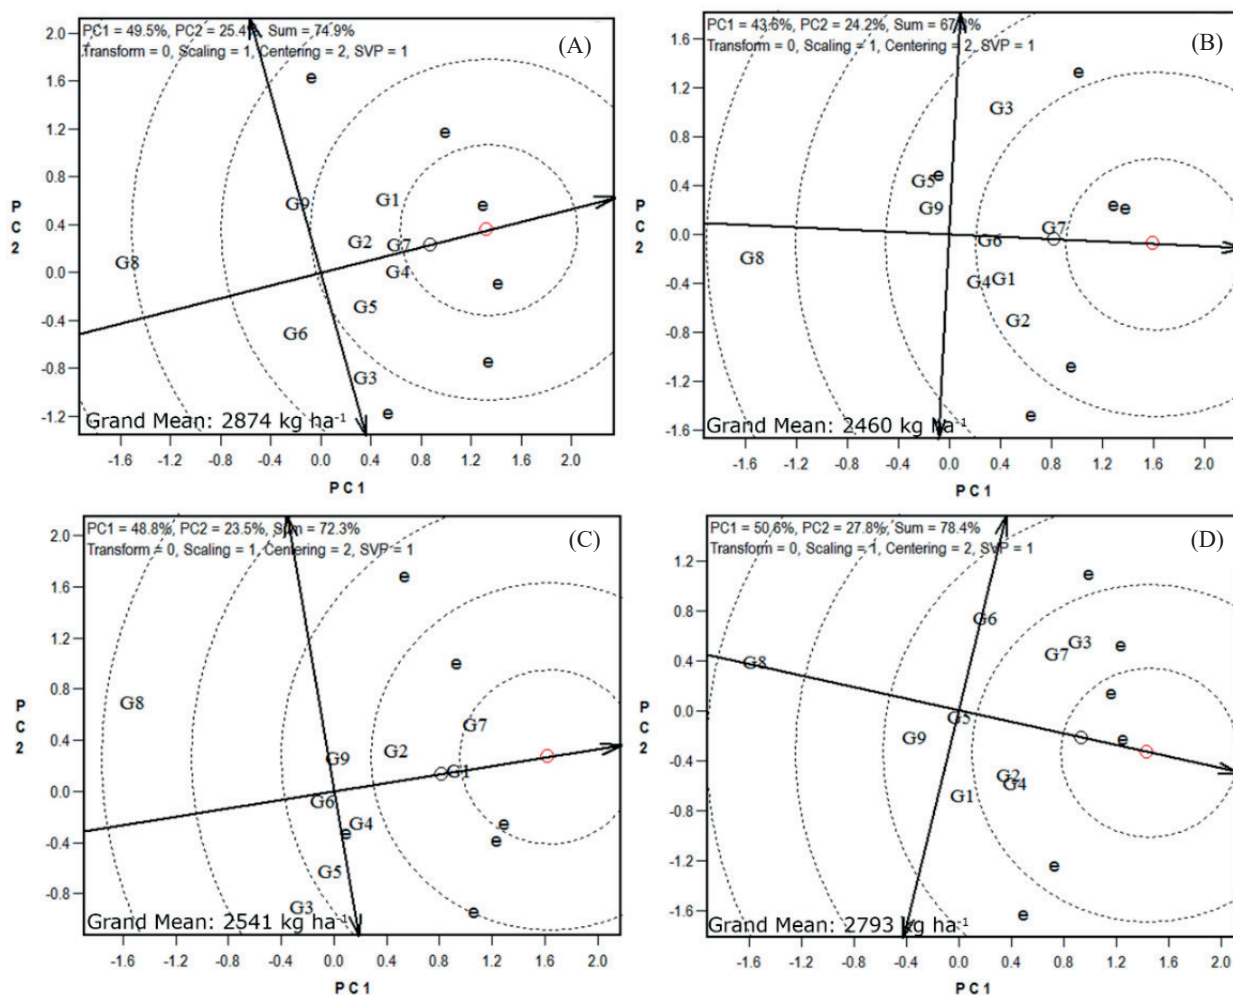 PC1 = 49.5%, PC2 = 25.4%, Sum = 74.9%
Transform = 0, Scaling = 1, Centering = 2, SVP = 1
(A)
2.0
1.6
1.2
0.8
0.4
0.0
-0.4
-0.8
-1.2
P
C
2
e
e
G1
e
G9
G2
G7
G8
G4
e
G5
G6
e
G3
e
Grand Mean: 2874 kg ha-1
-1.6 -1.2 -0.8 -0.4 0.0 0.4 0.8 1.2 1.6 2.0
PC1
PC1 = 43.6%, PC2 = 24.2%, Sum = 67.8%
Transform = 0, Scaling = 1, Centering = 2, SVP = 1
(B)
1.6
1.2
0.8
0.4
0.0
-0.4
-0.8
-1.2
-1.6
P
C
2
e
G3
e
G5
G9
e
e
G7
G6
G8
G4
G1
G2
e
e
Grand Mean: 2460 kg ha-1
-1.6 -1.2 -0.8 -0.4 0.0 0.4 0.8 1.2 1.6 2.0
PC1
PC1 = 48.8%, PC2 = 23.5%, Sum = 72.3%
Transform = 0, Scaling = 1, Centering = 2, SVP = 1
(C)
2.0
1.6
1.2
0.8
0.4
0.0
-0.4
-0.8
P
C
2
e
e
G8
G7
G2
G9
G1
G6
G4
e
e
e
G5
G3
e
Grand Mean: 2541 kg ha-1
-1.6 -1.2 -0.8 -0.4 0.0 0.4 0.8 1.2 1.6 2.0
PC1
PC1 = 50.6%, PC2 = 27.8%, Sum = 78.4%
Transform = 0, Scaling = 1, Centering = 2, SVP = 1
(D)
1.2
0.8
0.4
0.0
-0.4
-0.8
-1.2
-1.6
P
C
2
e
G6
G3
e
G7
G8
e
G5
G9
e
G2
G4
G1
e
e
Grand Mean: 2793 kg ha-1
-1.6 -1.2 -0.8 -0.4 0.0 0.4 0.8 1.2 1.6 2.0
PC1